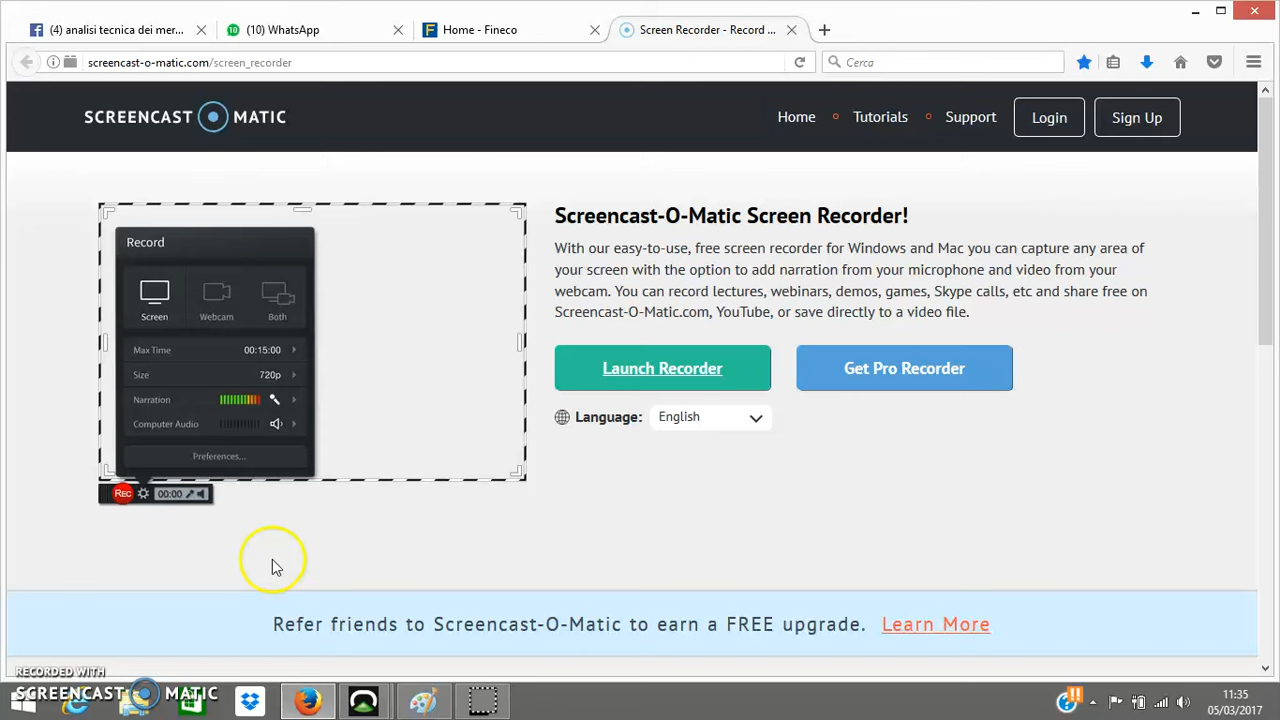 (4) analisi tecnica dei mer...
(10) WhatsApp
Home - Fineco
Screen Recorder - Record ...
screencast-o-matic.com/screen_recorder
Cerca
SCREENCAST MATIC
Home
Tutorials
Support
Login
Sign Up
Record
Screen
Webcam
Both
Max Time 00:15:00
Size 720p
Narration
Computer Audio
Preferences...
REC 00:00
Screencast-O-Matic Screen Recorder!
With our easy-to-use, free screen recorder for Windows and Mac you can capture any area of
your screen with the option to add narration from your microphone and video from your
webcam. You can record lectures, webinars, demos, games, Skype calls, etc and share free on
Screencast-O-Matic.com, YouTube, or save directly to a video file.
Launch Recorder
Get Pro Recorder
Language: English
Refer friends to Screencast-O-Matic to earn a FREE upgrade. Learn More
RECORDED WITH
SCREENCAST MATIC
11:35
05/03/2017